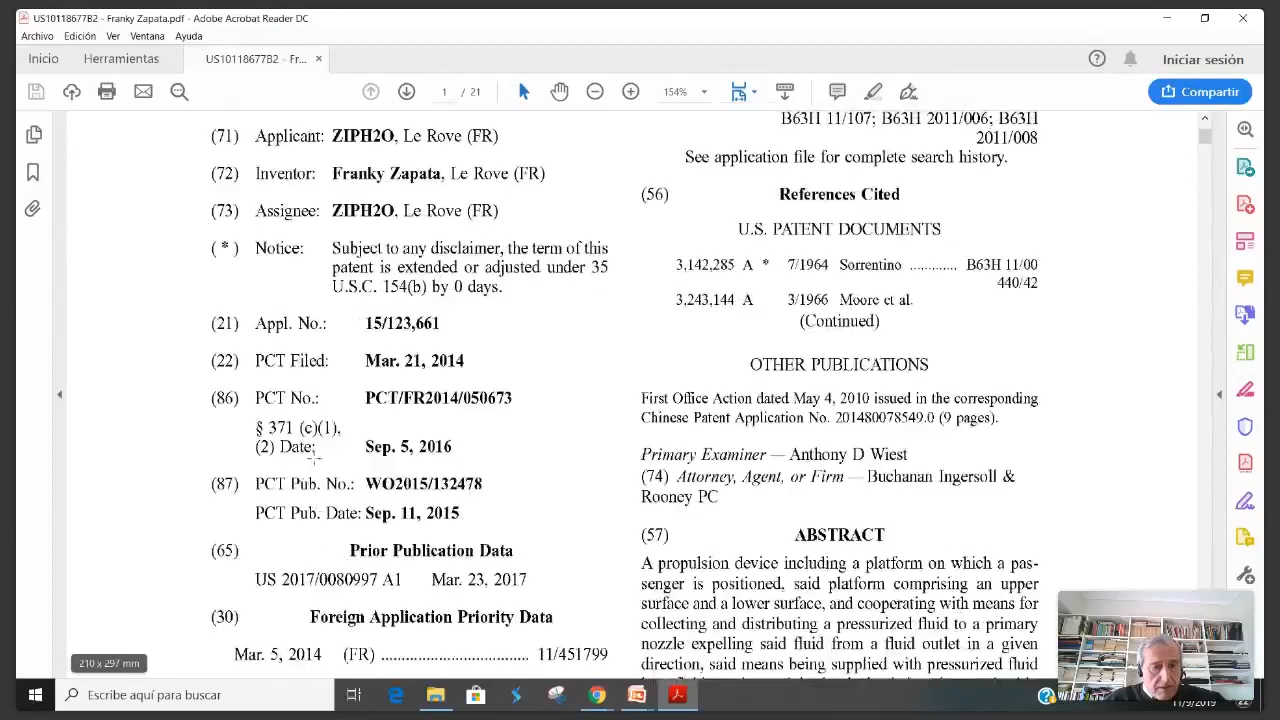 US10118677B2 - Franky Zapata.pdf - Adobe Acrobat Reader DC
Archivo Edición Ver Ventana Ayuda
Inicio Herramientas US10118677B2 - Fr... ×
Iniciar sesión
1 / 21 154% Compartir
(71) Applicant: ZIPH2O, Le Rove (FR)
(72) Inventor: Franky Zapata, Le Rove (FR)
(73) Assignee: ZIPH2O, Le Rove (FR)
( * ) Notice: Subject to any disclaimer, the term of this
patent is extended or adjusted under 35
U.S.C. 154(b) by 0 days.
(21) Appl. No.: 15/123,661
(22) PCT Filed: Mar. 21, 2014
(86) PCT No.: PCT/FR2014/050673
§ 371 (c)(1),
(2) Date: Sep. 5, 2016
(87) PCT Pub. No.: WO2015/132478
PCT Pub. Date: Sep. 11, 2015
(65) Prior Publication Data
US 2017/0080997 A1 Mar. 23, 2017
(30) Foreign Application Priority Data
Mar. 5, 2014 (FR) .................................. 11/451799
B63H 11/107; B63H 2011/006; B63H
2011/008
See application file for complete search history.
(56) References Cited
U.S. PATENT DOCUMENTS
3,142,285 A * 7/1964 Sorrentino ............ B63H 11/00
440/42
3,243,144 A 3/1966 Moore et al.
(Continued)
OTHER PUBLICATIONS
First Office Action dated May 4, 2010 issued in the corresponding
Chinese Patent Application No. 201480078549.0 (9 pages).
Primary Examiner — Anthony D Wiest
(74) Attorney, Agent, or Firm — Buchanan Ingersoll &
Rooney PC
(57) ABSTRACT
A propulsion device including a platform on which a pas-
senger is positioned, said platform comprising an upper
surface and a lower surface, and cooperating with means for
collecting and distributing a pressurized fluid to a primary
nozzle expelling said fluid from a fluid outlet in a given
direction, said means being supplied with pressurized fluid
210 x 297 mm
Escribe aquí para buscar
11/9/2019
22